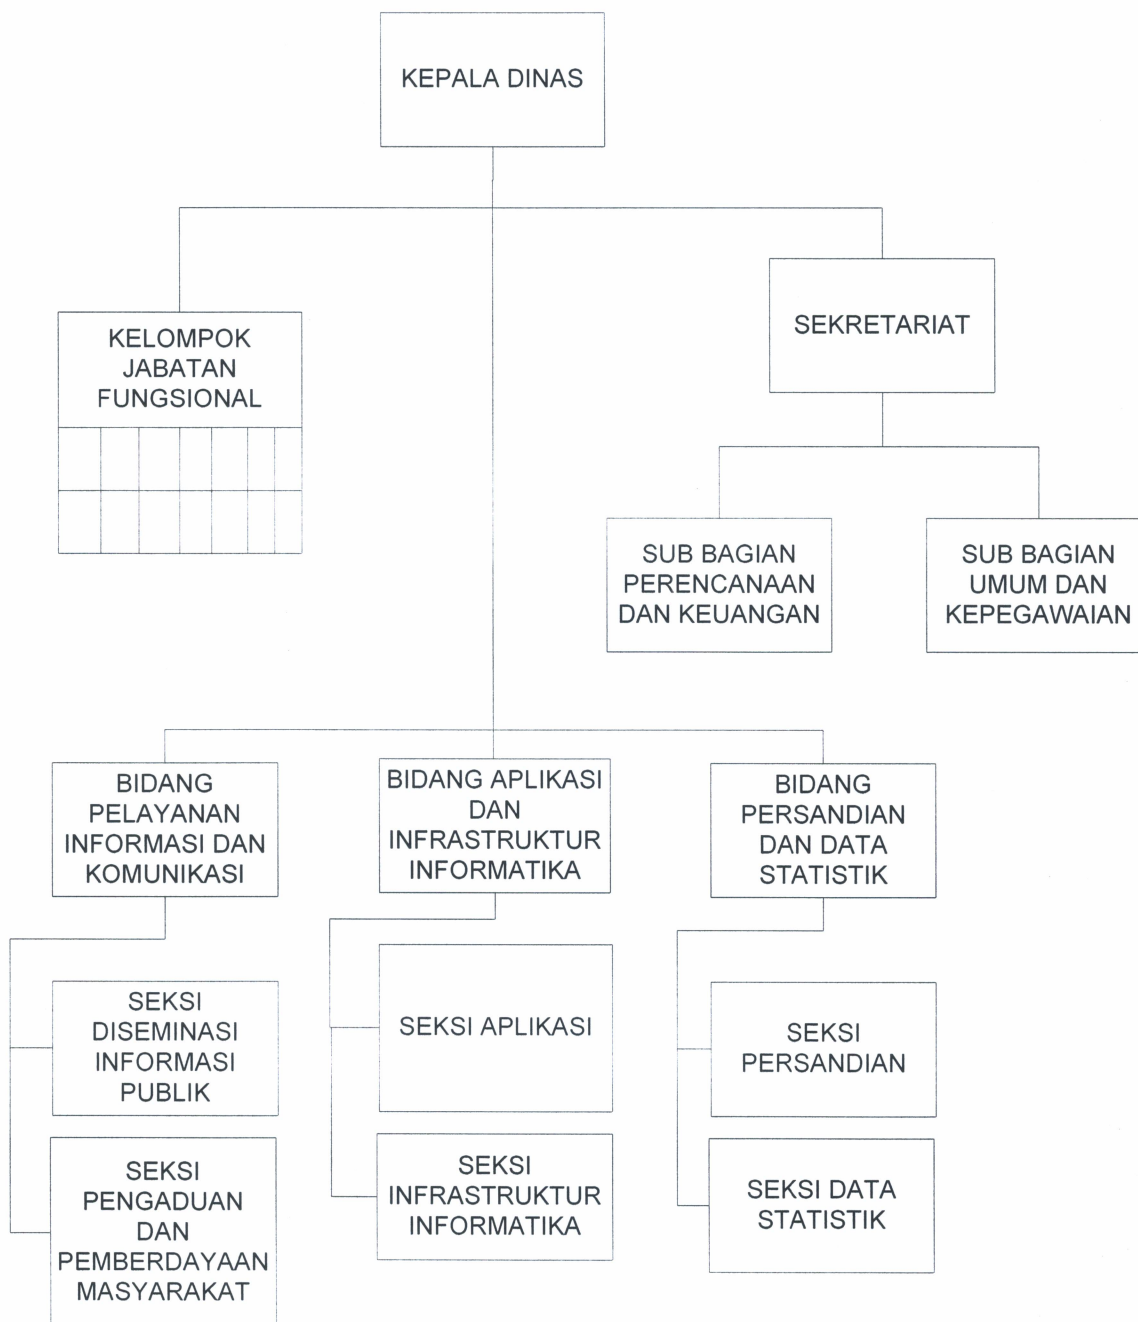 KEPALA DINAS
KELOMPOK
JABATAN
FUNGSIONAL
SEKRETARIAT
SUB BAGIAN
PERENCANAAN
DAN KEUANGAN
SUB BAGIAN
UMUM DAN
KEPEGAWAIAN
BIDANG
PELAYANAN
INFORMASI DAN
KOMUNIKASI
BIDANG APLIKASI
DAN
INFRASTRUKTUR
INFORMATIKA
BIDANG
PERSANDIAN
DAN DATA
STATISTIK
SEKSI
DISEMINASI
INFORMASI
PUBLIK
SEKSI APLIKASI
SEKSI
PERSANDIAN
SEKSI
PENGADUAN
DAN
PEMBERDAYAAN
MASYARAKAT
SEKSI
INFRASTRUKTUR
INFORMATIKA
SEKSI DATA
STATISTIK